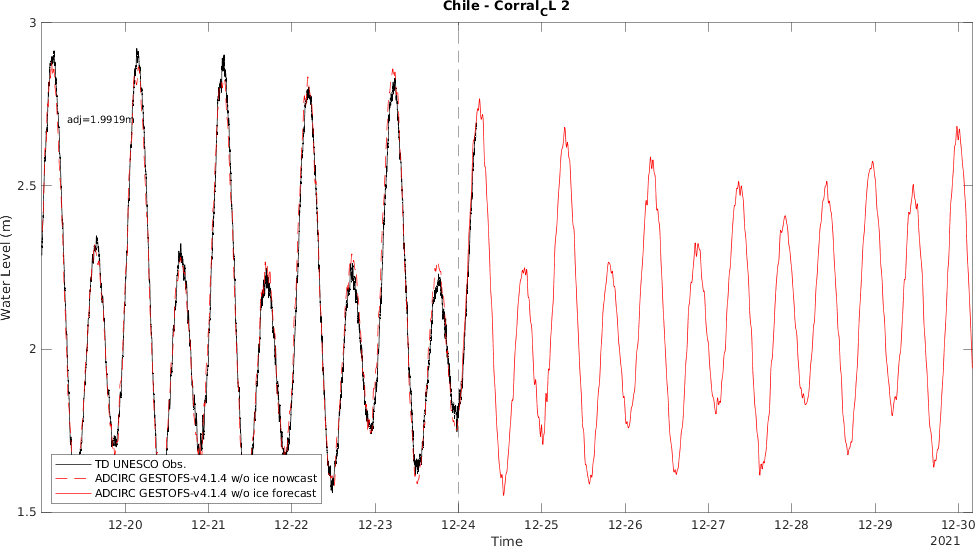 Chile - Corral_CL 2
3
adj=1.9919m
2.5
Water Level (m)
2
TD UNESCO Obs.
ADCIRC GESTOFS-v4.1.4 w/o ice nowcast
ADCIRC GESTOFS-v4.1.4 w/o ice forecast
1.5
12-20 12-21 12-22 12-23 12-24 12-25 12-26 12-27 12-28 12-29 12-30
Time
2021